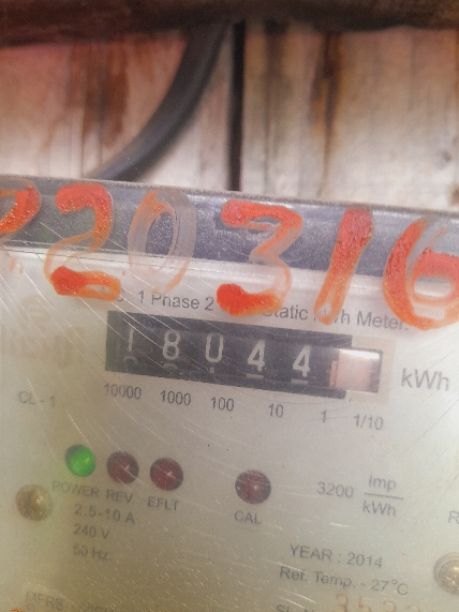 220316
1 Phase 2 Static kWh Meter
18044
kWh
10000 1000 100 10 1 1/10
CL - 1
POWER REV. EFLT CAL
3200 imp/kWh
2.5-10 A
240 V
50 Hz
YEAR : 2014
Ref. Temp. - 27°C